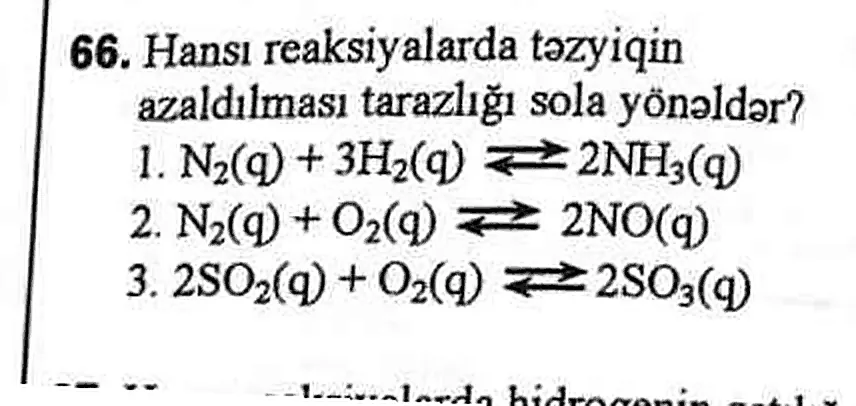 66. Hansı reaksiyalarda təzyiqin
azaldılması tarazlığı sola yönəldər?
1. N₂(q) + 3H₂(q) ⇄ 2NH₃(q)
2. N₂(q) + O₂(q) ⇄ 2NO(q)
3. 2SO₂(q) + O₂(q) ⇄ 2SO₃(q)
hidrogenin